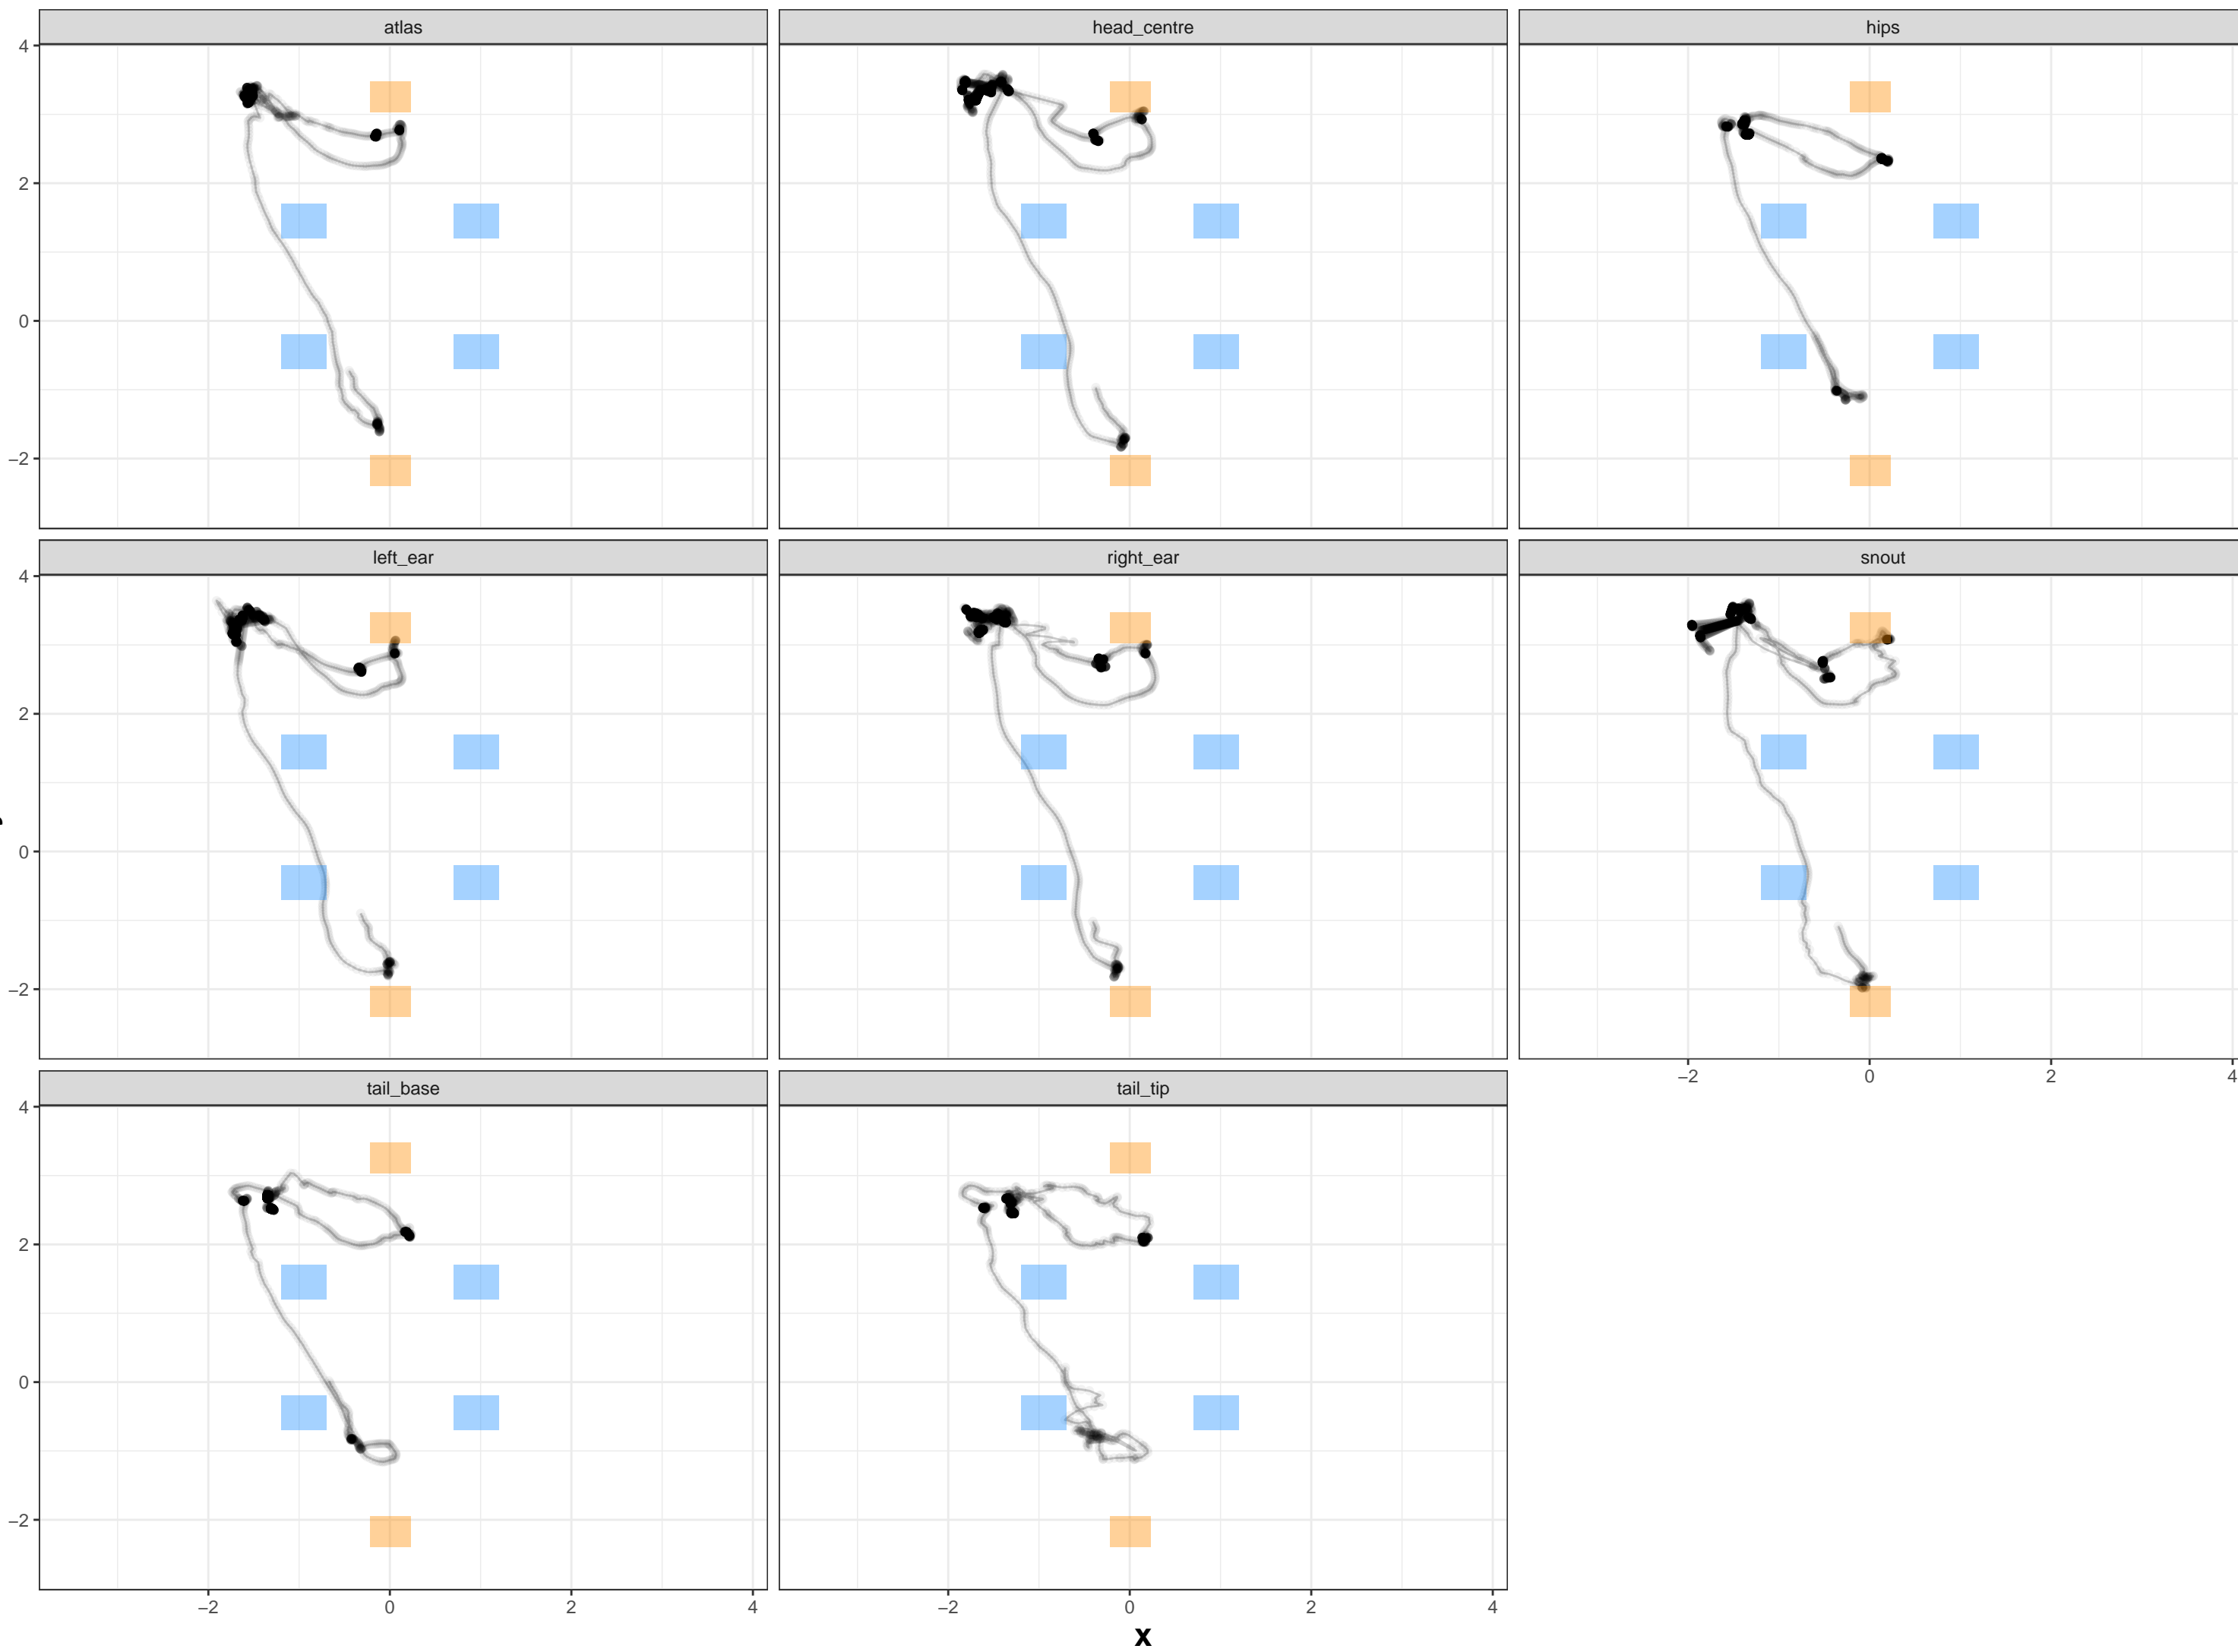 atlas head_centre hips
4
2
0
−2
left_ear right_ear snout
4
2
0
−2
−2 0 2 4
tail_base tail_tip
4
2
0
−2
−2 0 2 4 −2 0 2 4
x